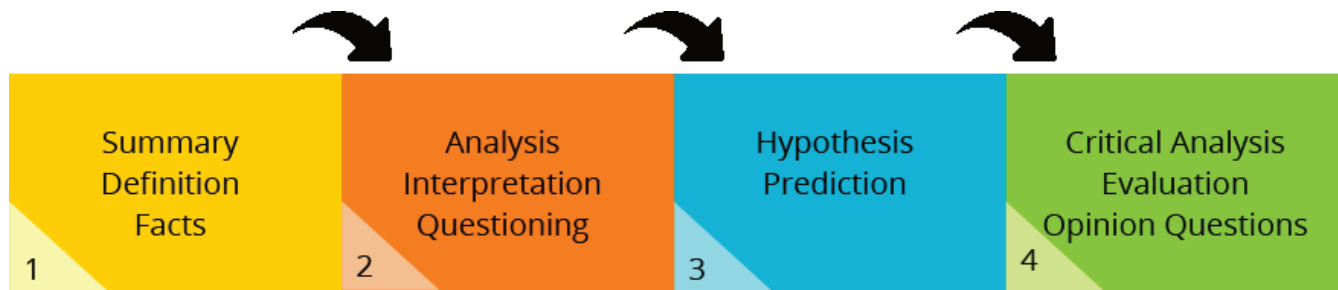 Summary
Definition
Facts
1
Analysis
Interpretation
Questioning
2
Hypothesis
Prediction
3
Critical Analysis
Evaluation
Opinion Questions
4